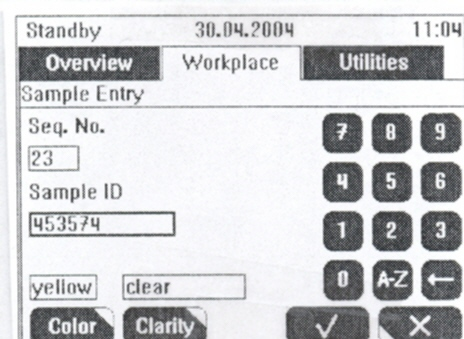 Standby 30.04.2004 11:04
Overview Workplace Utilities
Sample Entry
Seq. No.
7 8 9
23
4 5 6
Sample ID
453574
1 2 3
0 A-Z ←
yellow clear
Color Clarity ✓ ✕